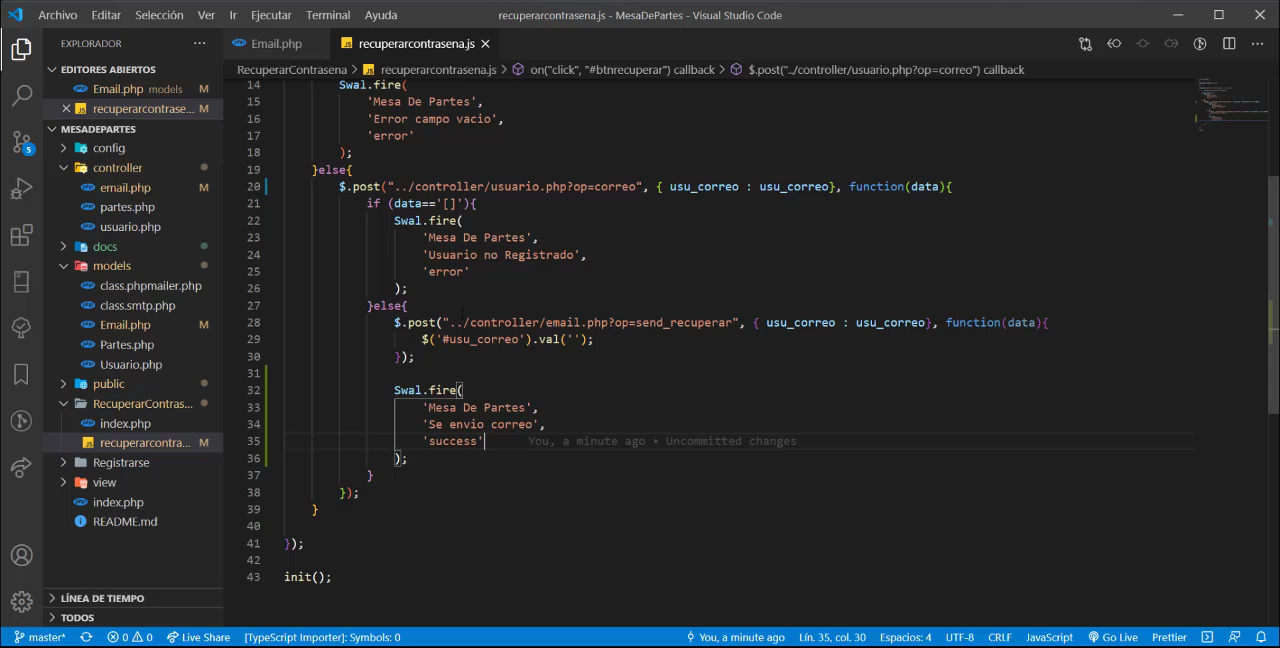 Archivo Editar Selección Ver Ir Ejecutar Terminal Ayuda recuperarcontrasena.js - MesaDePartes - Visual Studio Code
EXPLORADOR
Email.php recuperarcontrasena.js
EDITORES ABIERTOS
Email.php models M
recuperarcontrase... M
MESADEPARTES
config
controller
email.php M
partes.php
usuario.php
docs
models
class.phpmailer.php
class.smtp.php
Email.php M
Partes.php
Usuario.php
public
RecuperarContras...
index.php
recuperarcontra... M
Registrarse
view
index.php
README.md
LÍNEA DE TIEMPO
TODOS
5
RecuperarContrasena > recuperarcontrasena.js > on("click", "#btnrecuperar") callback > $.post("../controller/usuario.php?op=correo") callback
14 Swal.fire(
15 'Mesa De Partes',
16 'Error campo vacio',
17 'error'
18 );
19 }else{
20 $.post("../controller/usuario.php?op=correo", { usu_correo : usu_correo}, function(data){
21 if (data=='[]'){
22 Swal.fire(
23 'Mesa De Partes',
24 'Usuario no Registrado',
25 'error'
26 );
27 }else{
28 $.post("../controller/email.php?op=send_recuperar", { usu_correo : usu_correo}, function(data){
29 $('#usu_correo').val('');
30 });
31
32 Swal.fire(
33 'Mesa De Partes',
34 'Se envio correo',
35 'success' You, a minute ago • Uncommitted changes
36 );
37 }
38 });
39 }
40
41 });
42
43 init();
master* 0 0 Live Share [TypeScript Importer]: Symbols: 0 You, a minute ago Lín. 35, col. 30 Espacios: 4 UTF-8 CRLF JavaScript Go Live Prettier